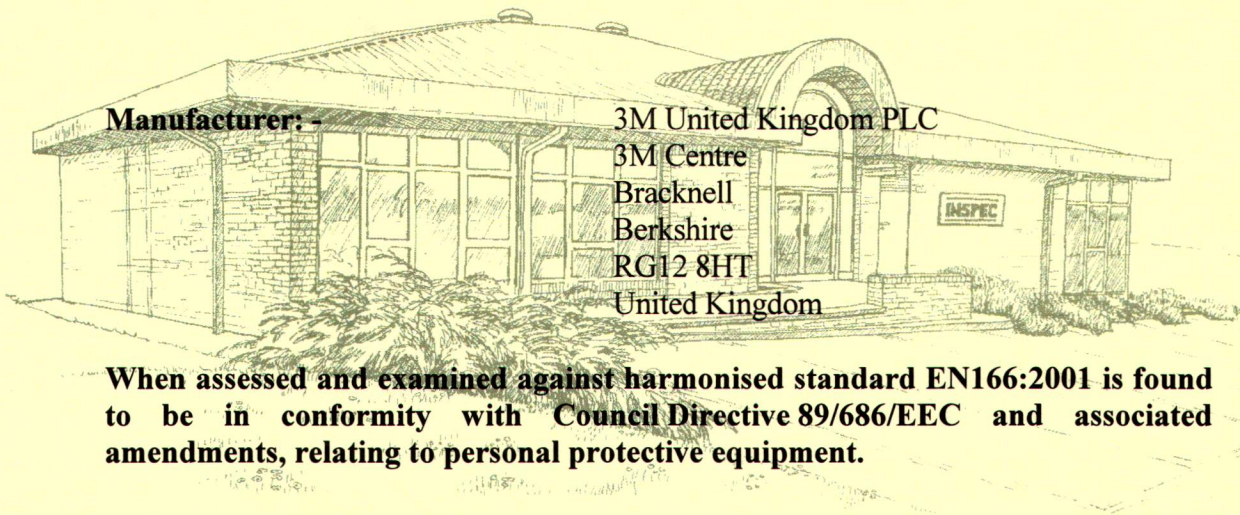 Manufacturer: - 3M United Kingdom PLC
3M Centre
Bracknell
Berkshire
INSPEC
RG12 8HT
United Kingdom
When assessed and examined against harmonised standard EN166:2001 is found
to be in conformity with Council Directive 89/686/EEC and associated
amendments, relating to personal protective equipment.